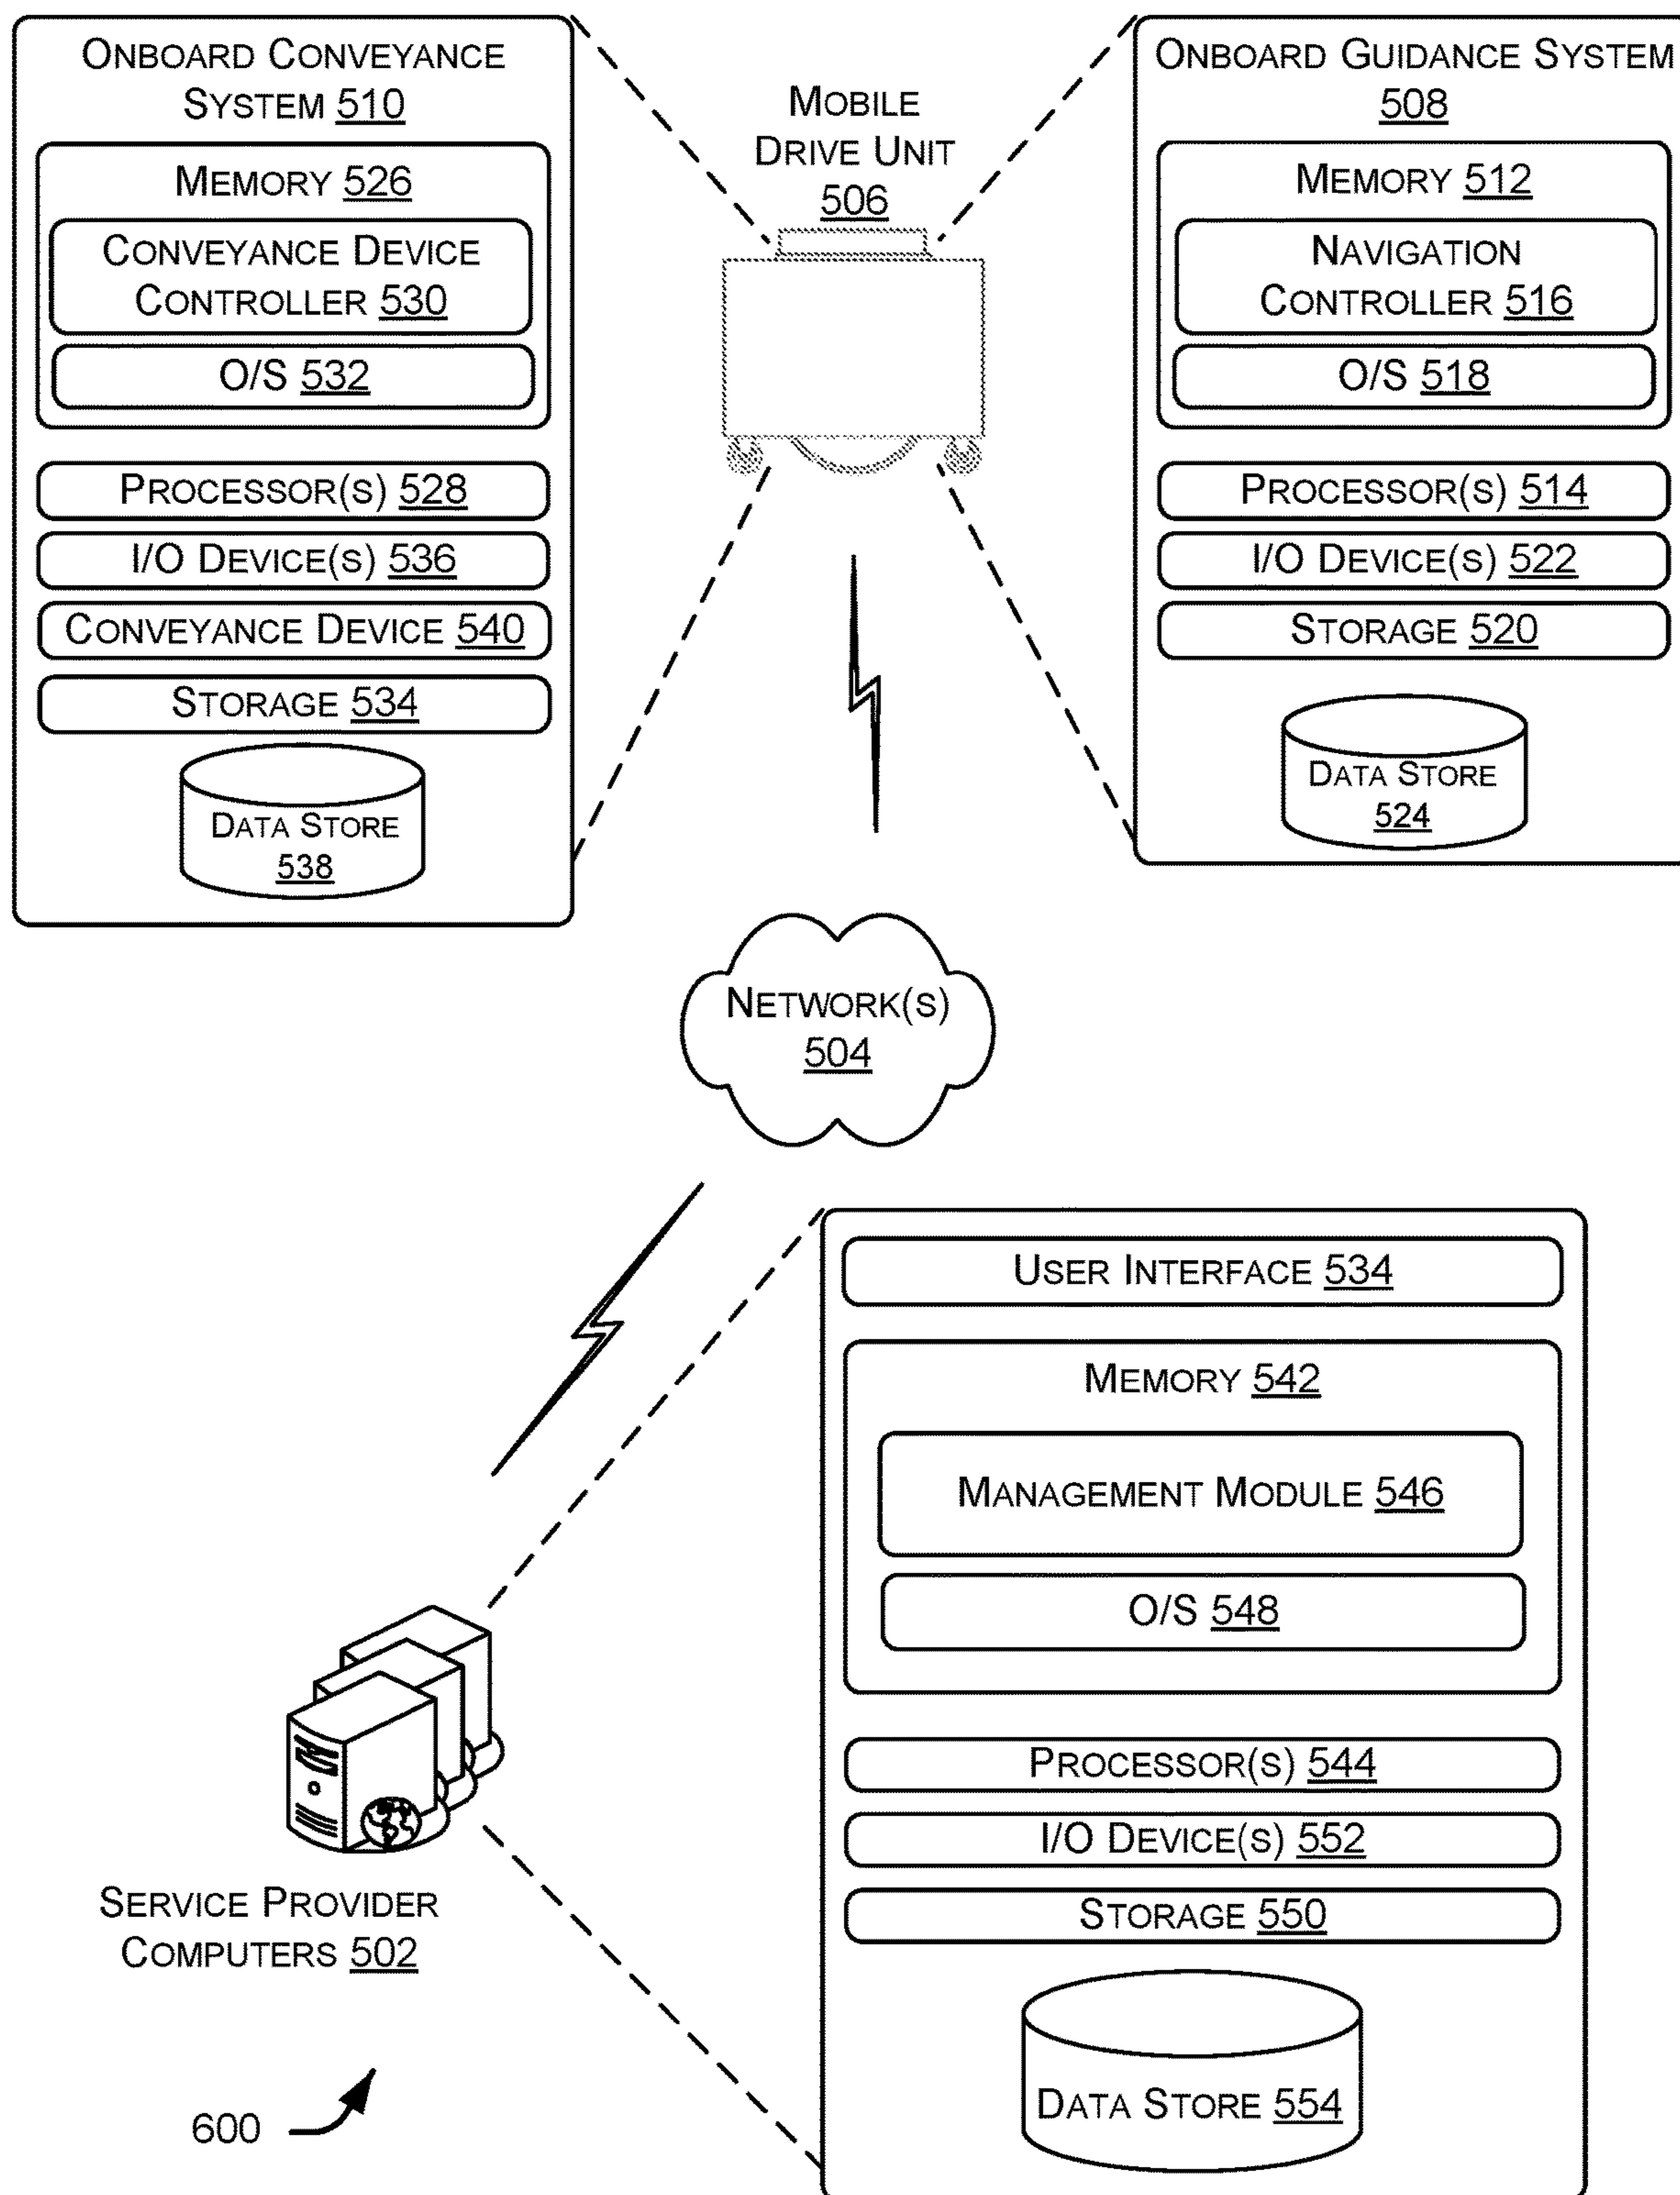 ONBOARD CONVEYANCE
SYSTEM 510
MEMORY 526
CONVEYANCE DEVICE
CONTROLLER 530
O/S 532
PROCESSOR(S) 528
I/O DEVICE(S) 536
CONVEYANCE DEVICE 540
STORAGE 534
DATA STORE
538
MOBILE
DRIVE UNIT
506
ONBOARD GUIDANCE SYSTEM
508
MEMORY 512
NAVIGATION
CONTROLLER 516
O/S 518
PROCESSOR(S) 514
I/O DEVICE(S) 522
STORAGE 520
DATA STORE
524
NETWORK(S)
504
USER INTERFACE 534
MEMORY 542
MANAGEMENT MODULE 546
O/S 548
PROCESSOR(S) 544
I/O DEVICE(S) 552
STORAGE 550
DATA STORE 554
SERVICE PROVIDER
COMPUTERS 502
600